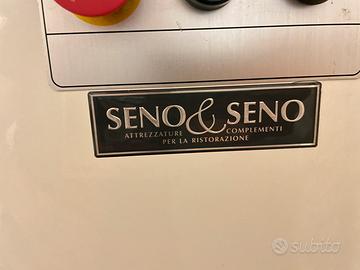 SENO & SENO
ATTREZZATURE COMPLEMENTI
PER LA RISTORAZIONE
subito